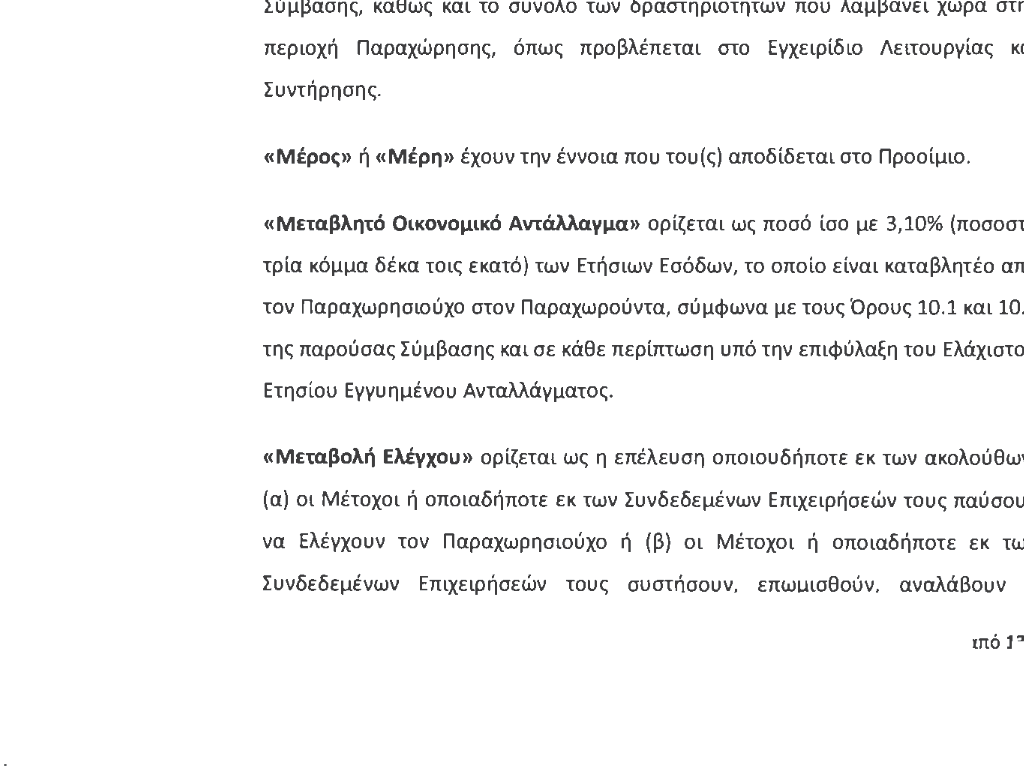 Σύμβασης, καθώς και το σύνολο των δραστηριοτήτων που λαμβάνει χώρα στη
περιοχή Παραχώρησης, όπως προβλέπεται στο Εγχειρίδιο Λειτουργίας κα
Συντήρησης.
«Μέρος» ή «Μέρη» έχουν την έννοια που του(ς) αποδίδεται στο Προοίμιο.
«Μεταβλητό Οικονομικό Αντάλλαγμα» ορίζεται ως ποσό ίσο με 3,10% (ποσοστ
τρία κόμμα δέκα τοις εκατό) των Ετήσιων Εσόδων, το οποίο είναι καταβλητέο απ
τον Παραχωρησιούχο στον Παραχωρούντα, σύμφωνα με τους Όρους 10.1 και 10.
της παρούσας Σύμβασης και σε κάθε περίπτωση υπό την επιφύλαξη του Ελάχιστο
Ετησίου Εγγυημένου Ανταλλάγματος.
«Μεταβολή Ελέγχου» ορίζεται ως η επέλευση οποιουδήποτε εκ των ακολούθων
(α) οι Μέτοχοι ή οποιαδήποτε εκ των Συνδεδεμένων Επιχειρήσεών τους παύσου
να Ελέγχουν τον Παραχωρησιούχο ή (β) οι Μέτοχοι ή οποιαδήποτε εκ τω
Συνδεδεμένων Επιχειρήσεών τους συστήσουν, επωμισθούν, αναλάβουν